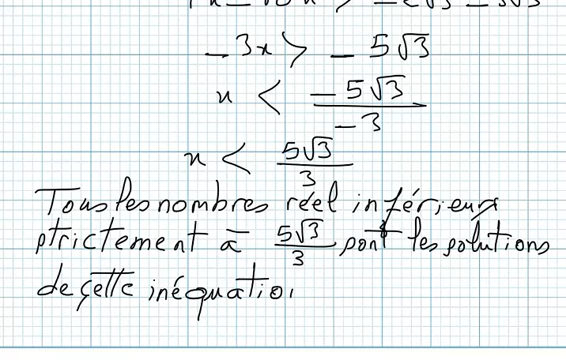 -3x > -5√3
x < -5√3/-3
x < 5√3/3
Tous les nombres réel inférieurs
strictement à 5√3/3 sont les solutions
de cette inéquation